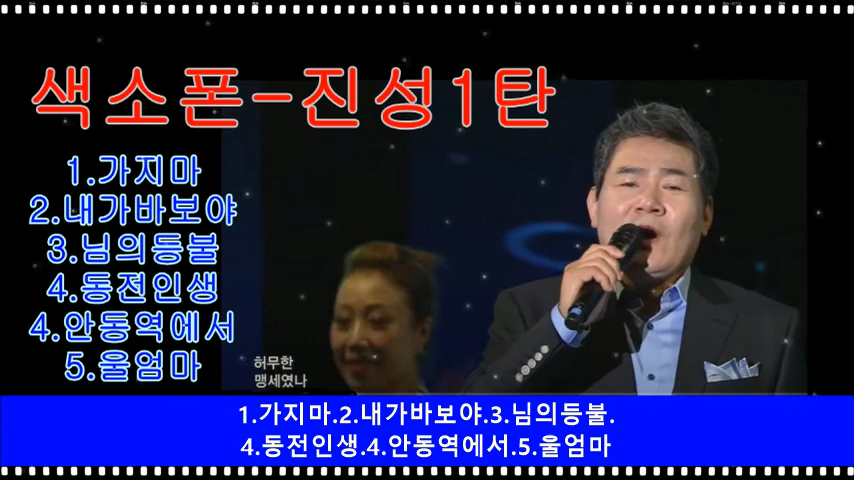 색소폰-진성1탄
1.가지마
2.내가바보야
3.님의등불
4.동전인생
4.안동역에서
5.울엄마
허무한
맹세였나
1.가지마.2.내가바보야.3.님의등불.
4.동전인생.4.안동역에서.5.울엄마